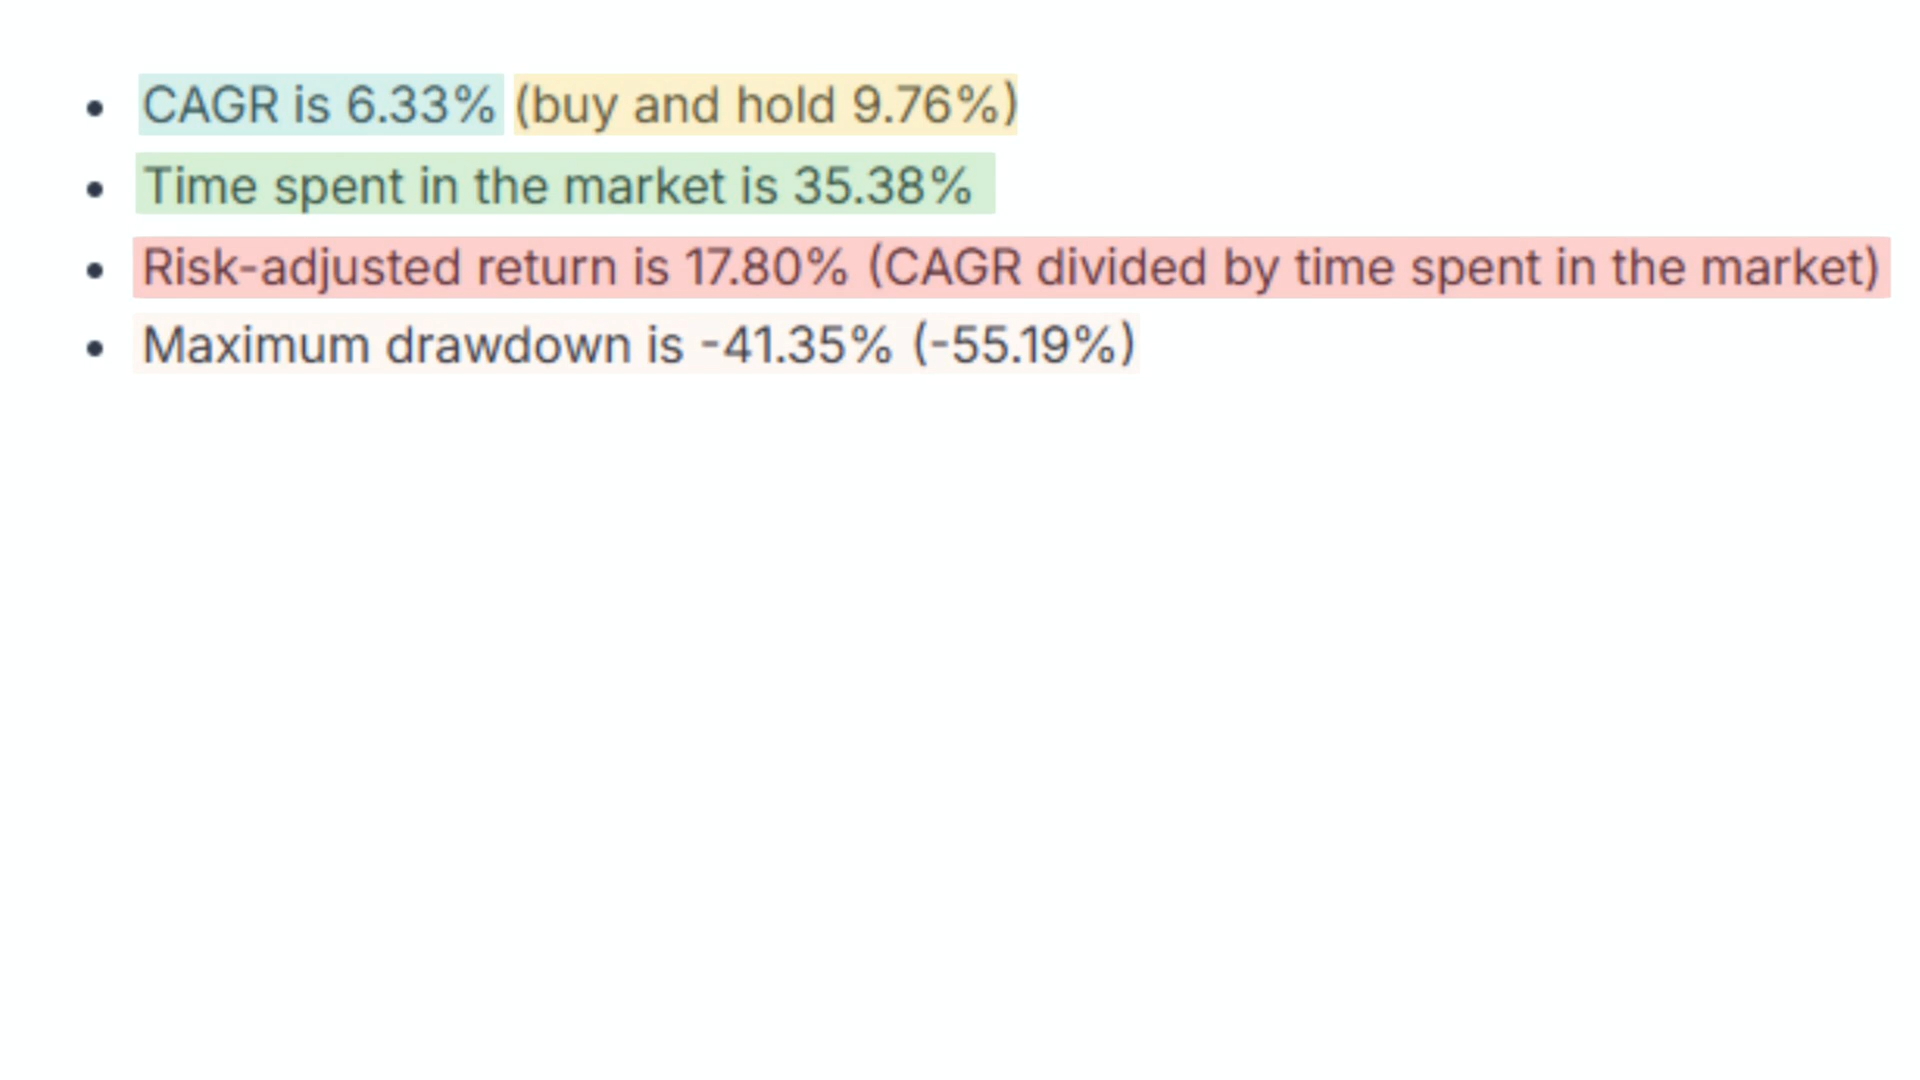 • CAGR is 6.33% (buy and hold 9.76%)
• Time spent in the market is 35.38%
• Risk-adjusted return is 17.80% (CAGR divided by time spent in the market)
• Maximum drawdown is -41.35% (-55.19%)